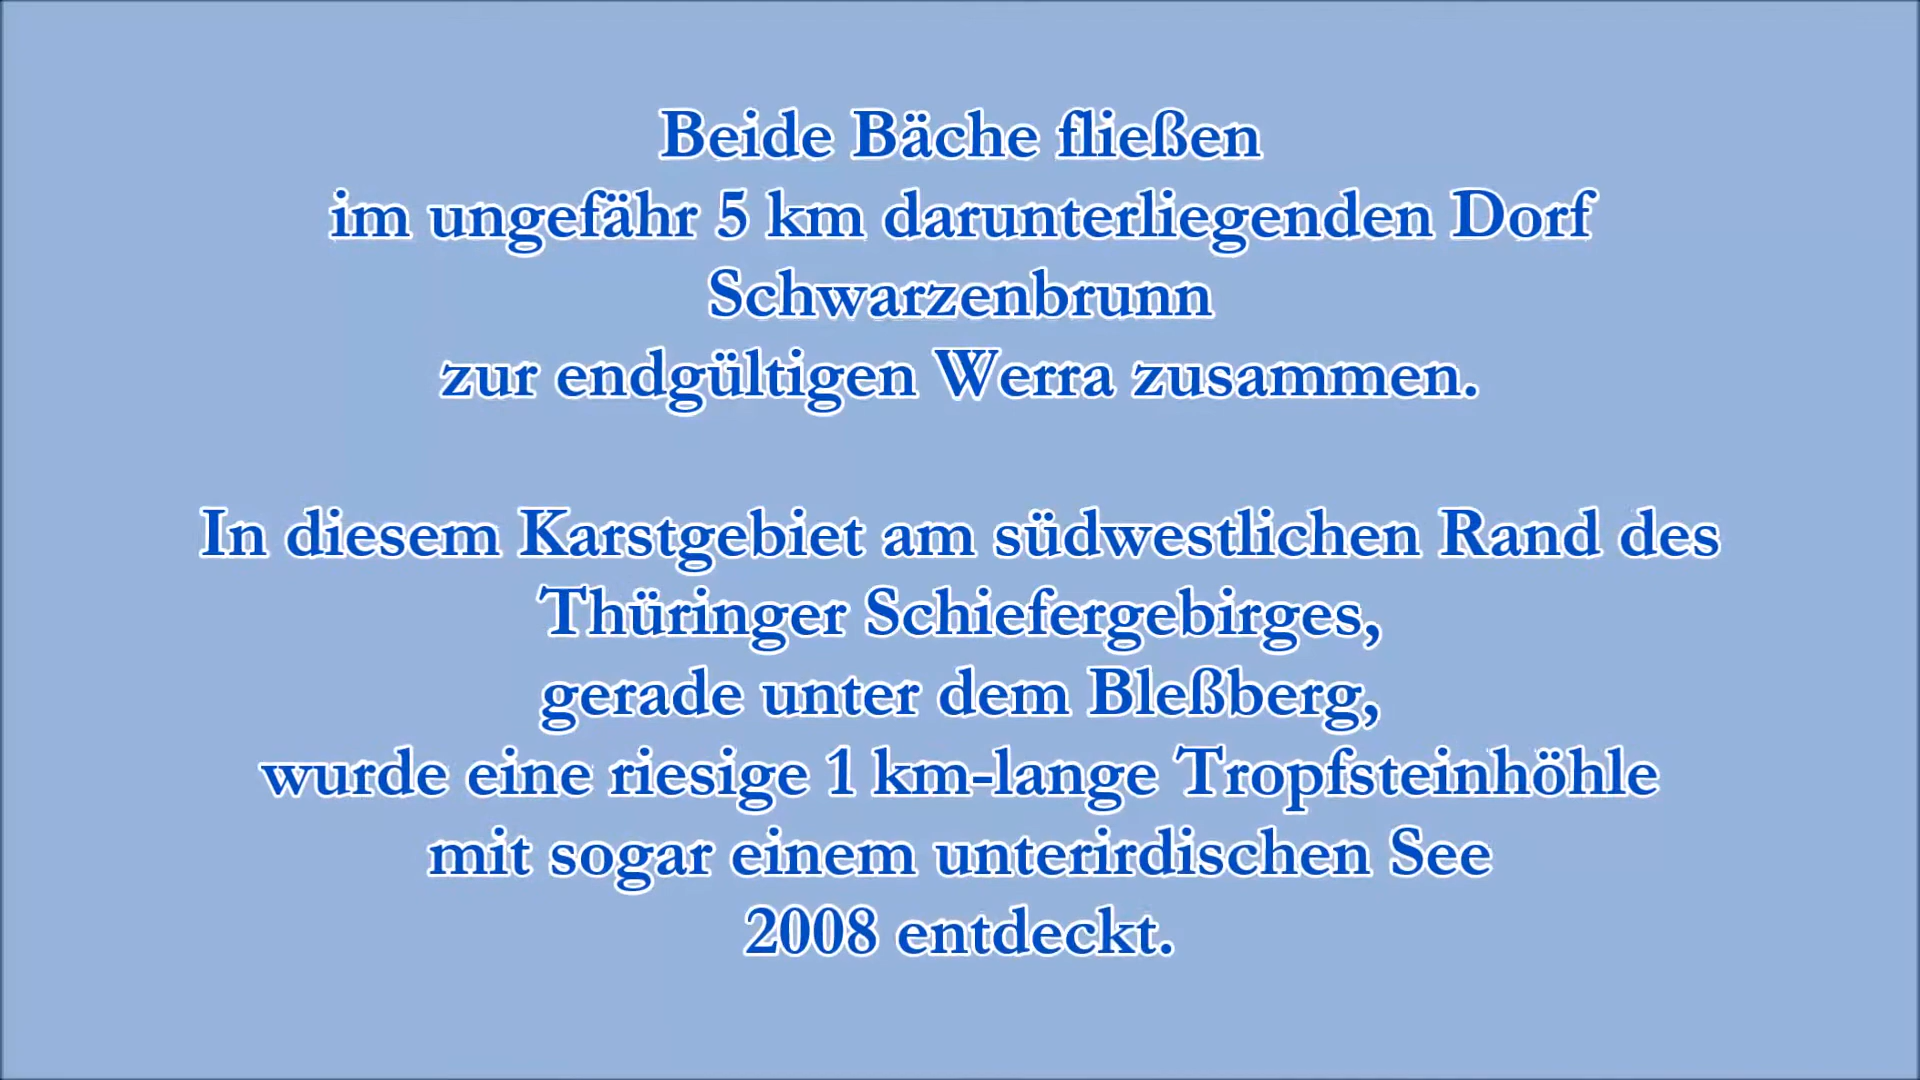 Beide Bäche fließen
im ungefähr 5 km darunterliegenden Dorf
Schwarzenbrunn
zur endgültigen Werra zusammen.
In diesem Karstgebiet am südwestlichen Rand des
Thüringer Schiefergebirges,
gerade unter dem Bleßberg,
wurde eine riesige 1 km-lange Tropfsteinhöhle
mit sogar einem unterirdischen See
2008 entdeckt.